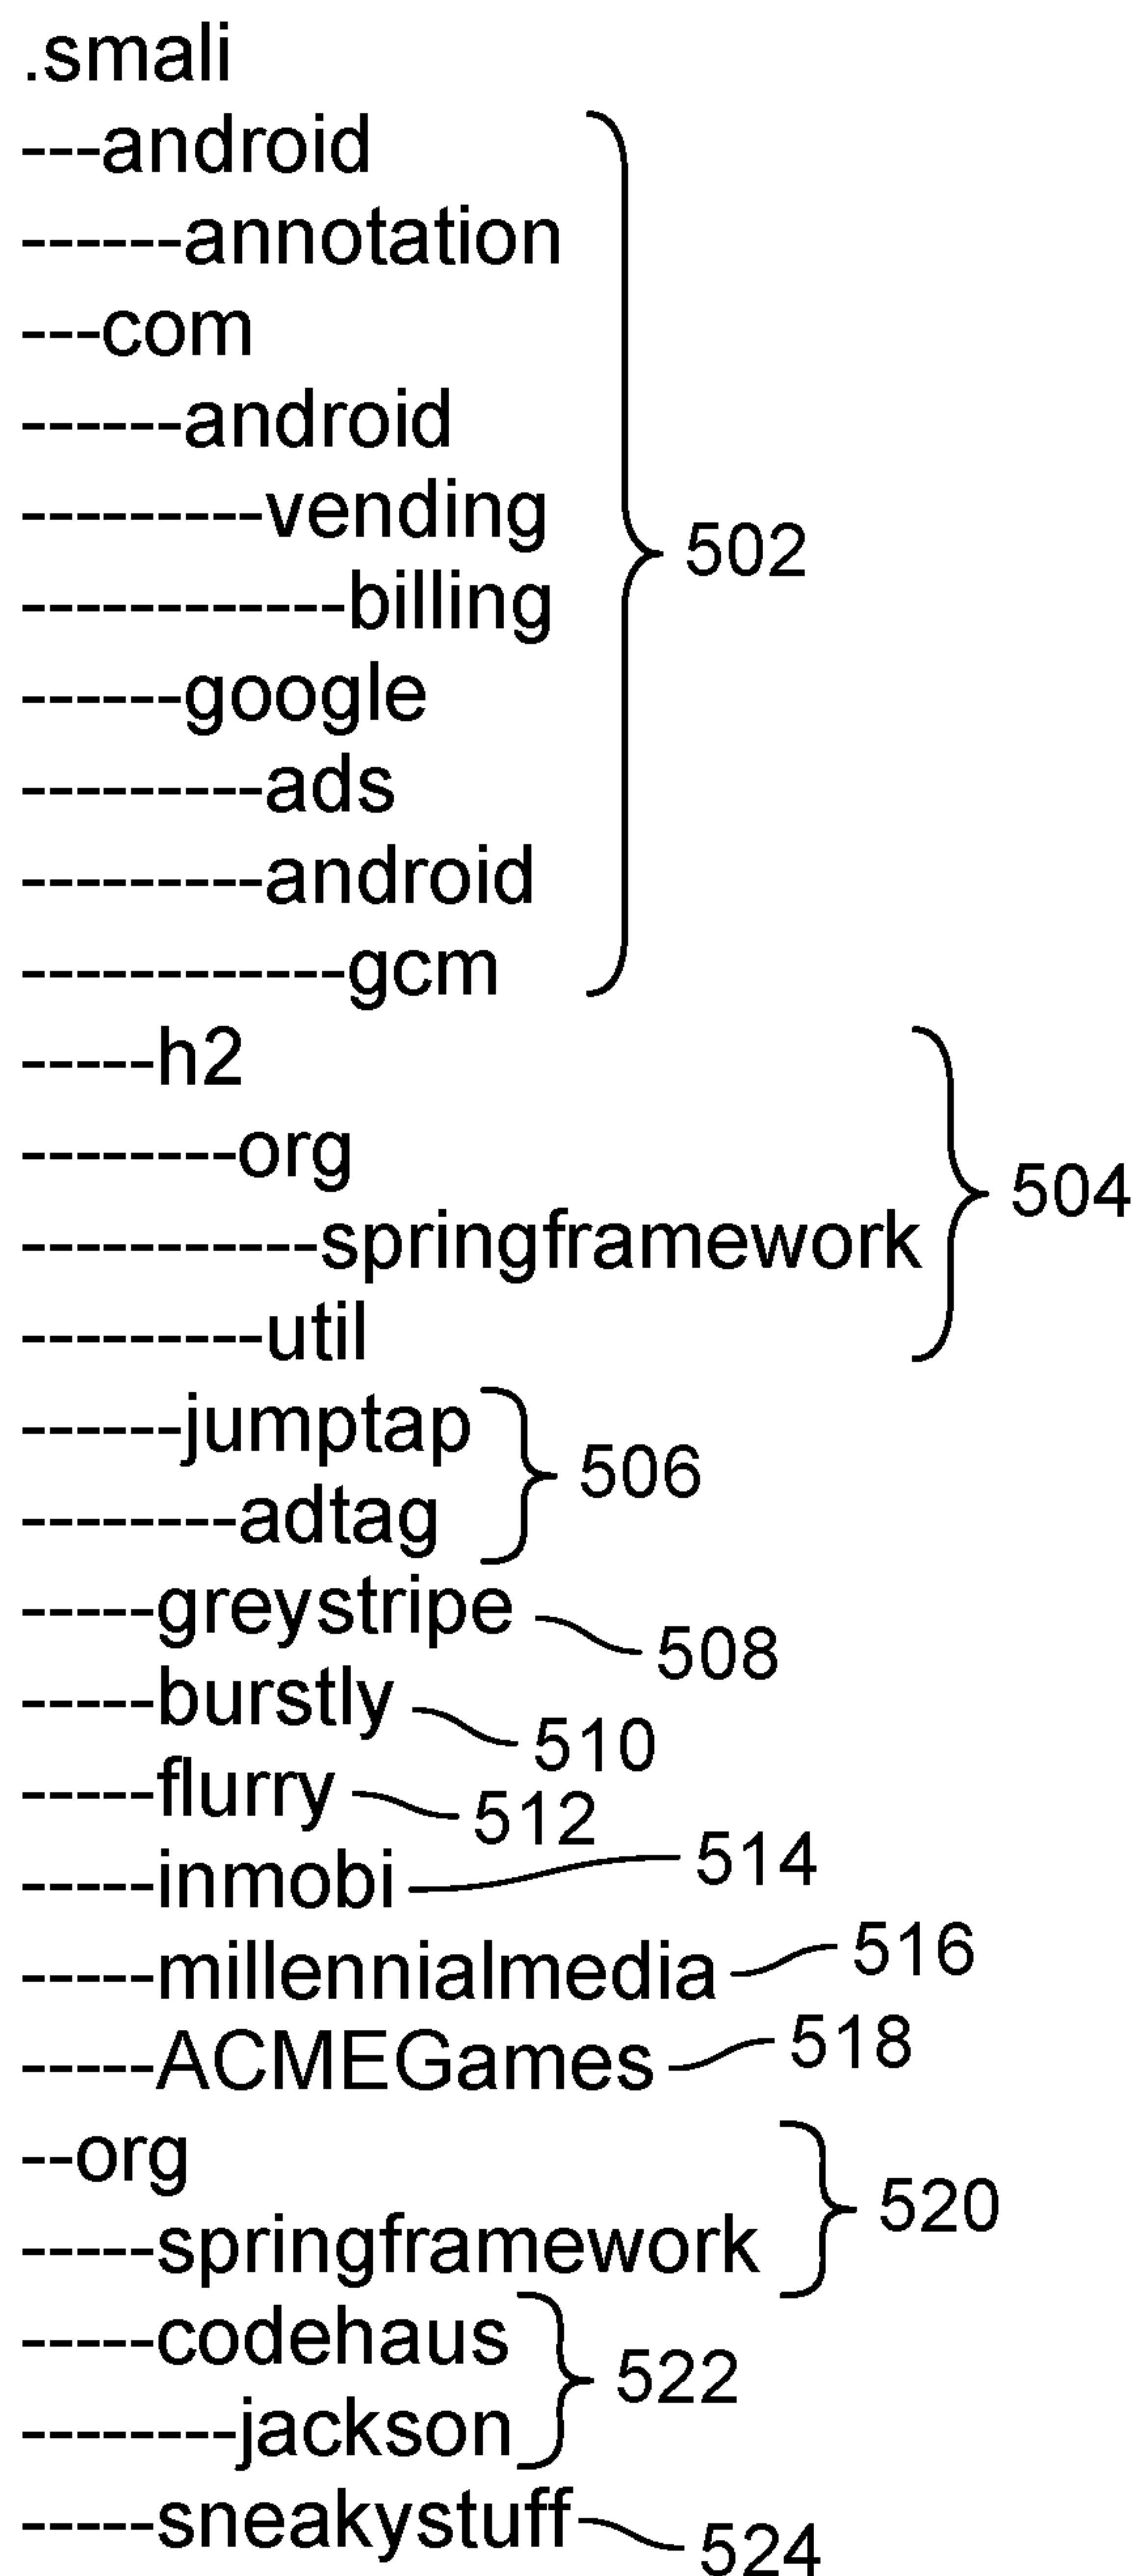 .smali
---android
------annotation
---com
------android
---------vending
502
------------billing
------google
---------ads
---------android
------------gcm
-----h2
--------org
504
-----------springframework
---------util
------jumptap
506
--------adtag
-----greystripe
508
-----burstly
510
-----flurry
512
-----inmobi
514
-----millennialmedia
516
-----ACMEGames
518
--org
520
-----springframework
-----codehaus
522
--------jackson
-----sneakystuff
524